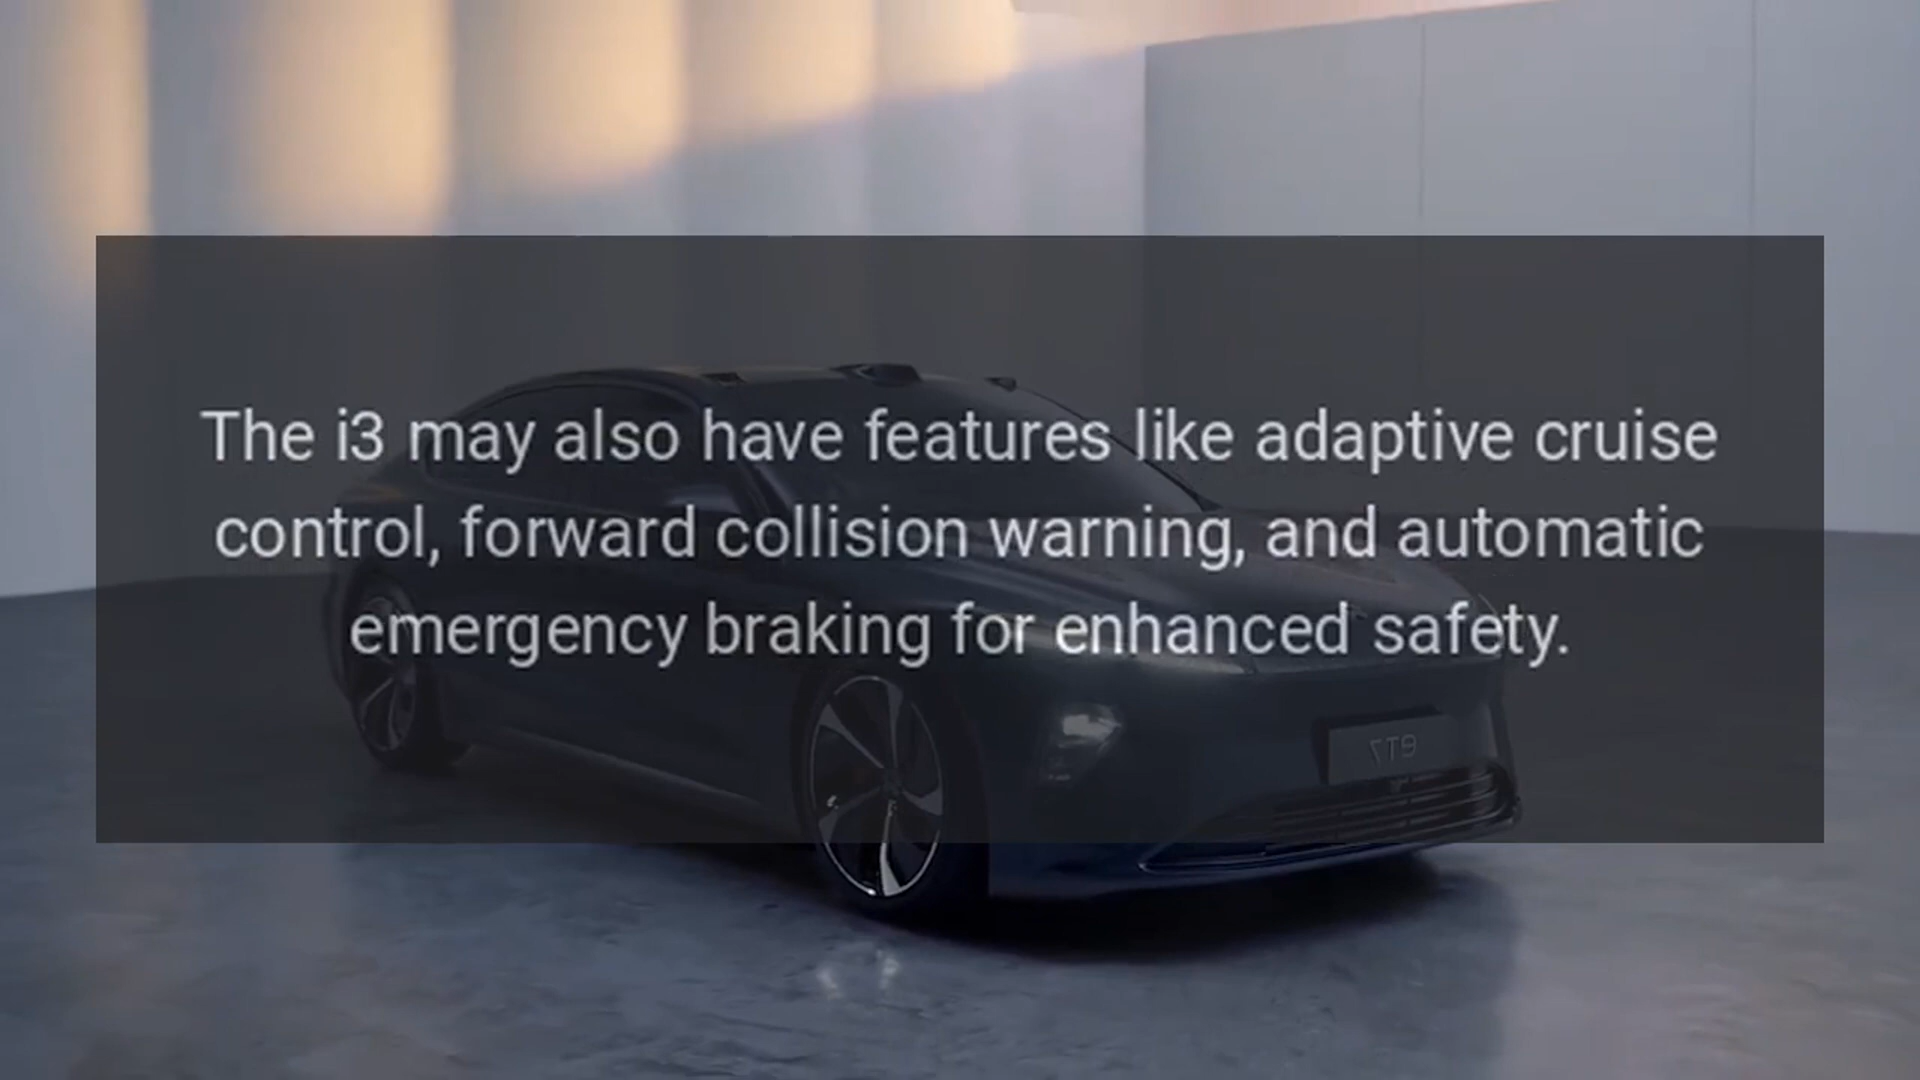 The i3 may also have features like adaptive cruise
control, forward collision warning, and automatic
emergency braking for enhanced safety.
eT7